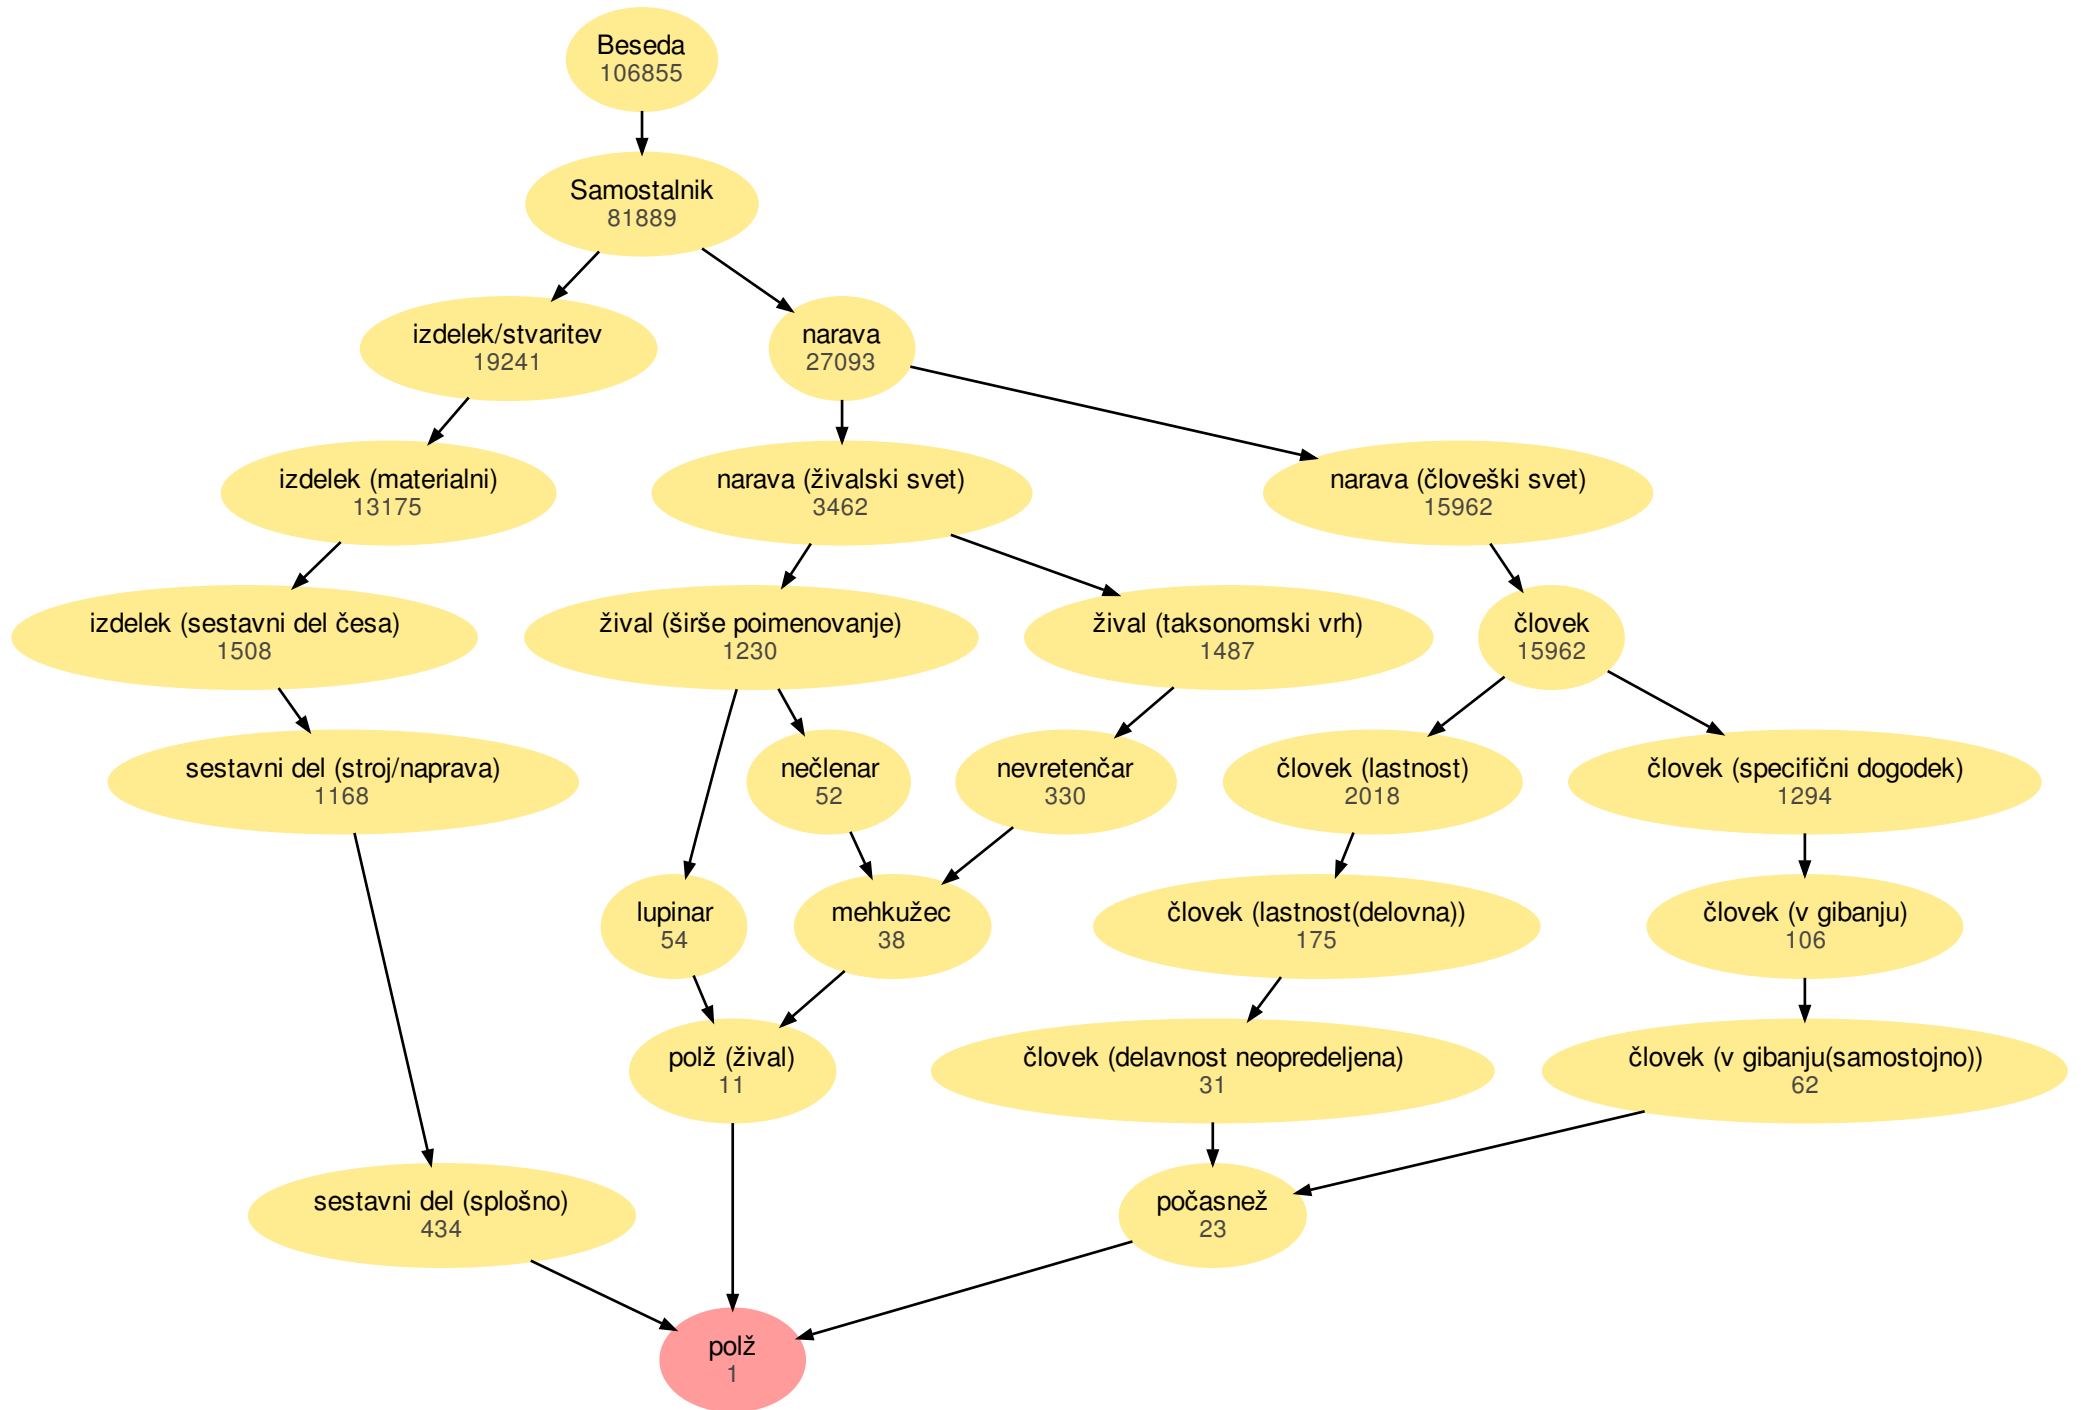 Beseda
106855
Samostalnik
81889
izdelek/stvaritev
19241
narava
27093
izdelek (materialni)
13175
narava (živalski svet)
3462
narava (človeški svet)
15962
izdelek (sestavni del česa)
1508
žival (širše poimenovanje)
1230
žival (taksonomski vrh)
1487
človek
15962
sestavni del (stroj/naprava)
1168
nečlenar
52
nevretenčar
330
človek (lastnost)
2018
človek (specifični dogodek)
1294
lupinar
54
mehkužec
38
človek (lastnost(delovna))
175
človek (v gibanju)
106
polž (žival)
11
človek (delavnost neopredeljena)
31
človek (v gibanju(samostojno))
62
sestavni del (splošno)
434
počasnež
23
polž
1